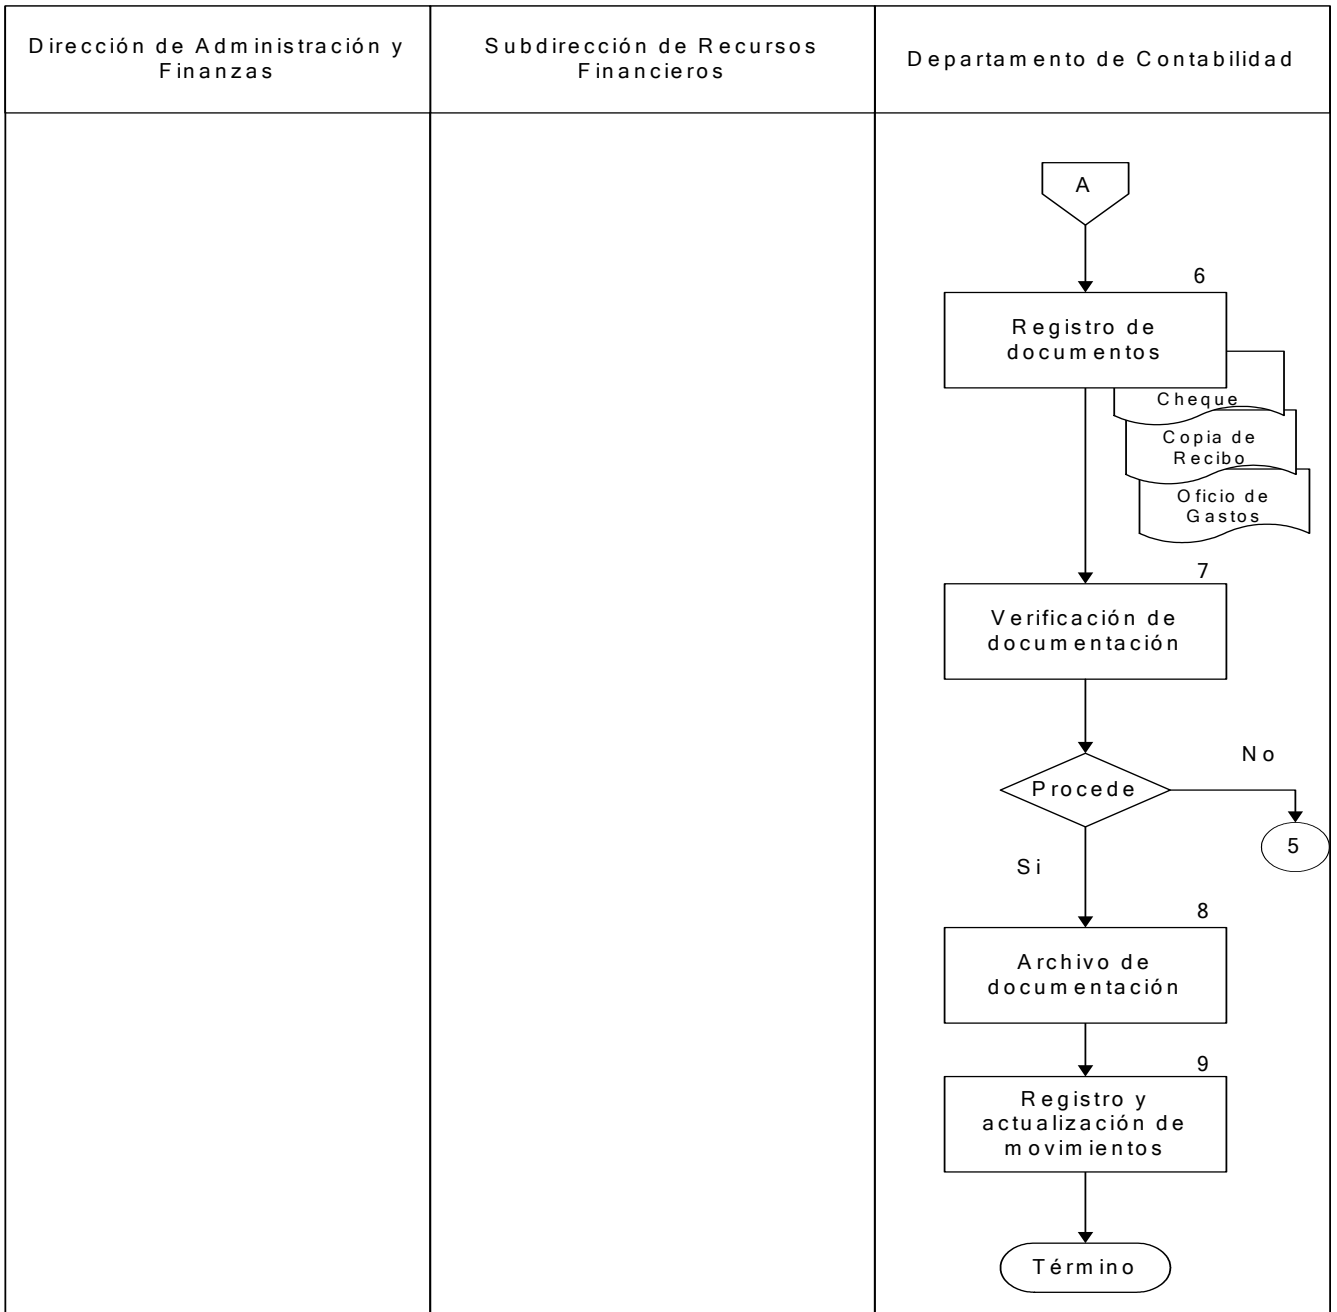 Dirección de Administración y
Finanzas
Subdirección de Recursos
Financieros
Departamento de Contabilidad
A
6
Registro de
documentos
Cheque
Copia de
Recibo
Oficio de
Gastos
7
Verificación de
documentación
Procede
No
5
Si
8
Archivo de
documentación
9
Registro y
actualización de
movimientos
Término